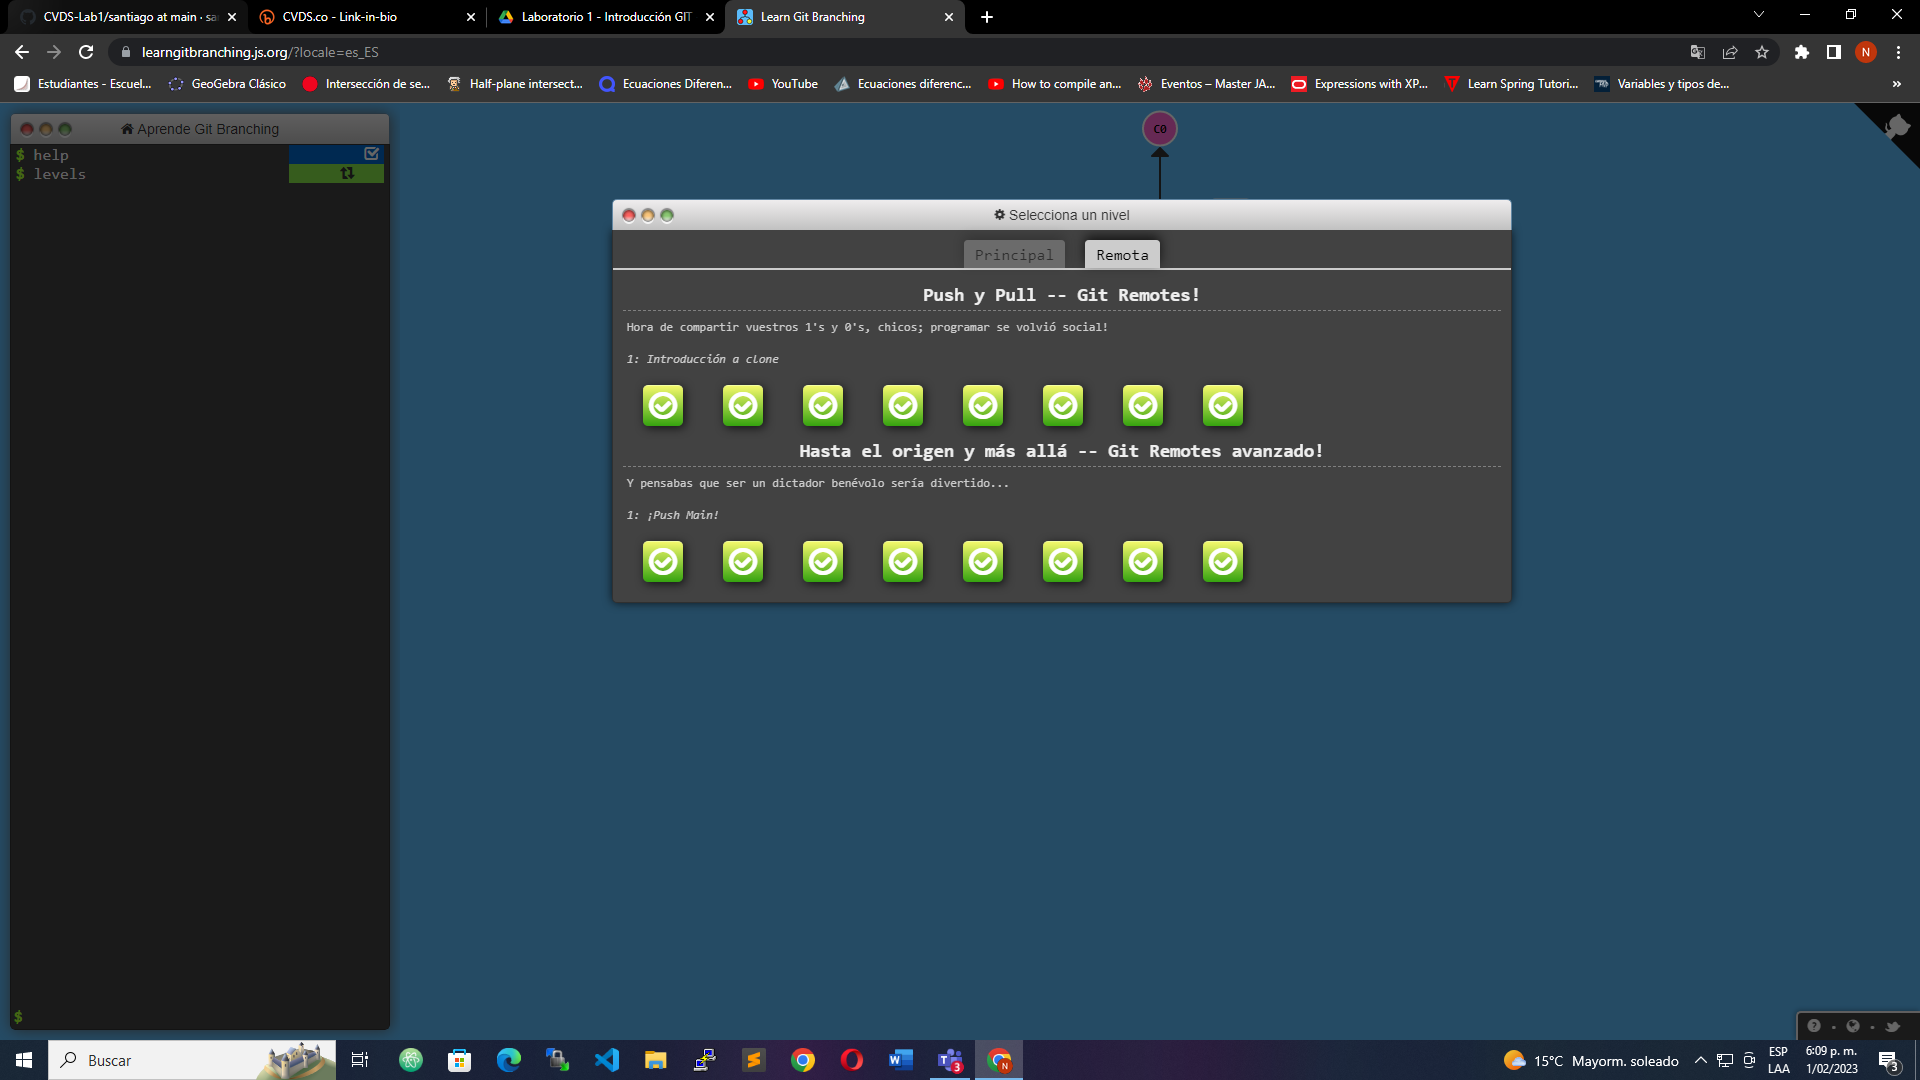 CVDS-Lab1/santiago at main · sa
CVDS.co - Link-in-bio
Laboratorio 1 - Introducción GIT
Learn Git Branching
learngitbranching.js.org/?locale=es_ES
N
Estudiantes - Escuel...
GeoGebra Clásico
Intersección de se...
Half-plane intersect...
Ecuaciones Diferen...
YouTube
Ecuaciones diferenc...
How to compile an...
Eventos – Master JA...
Expressions with XP...
Learn Spring Tutori...
Variables y tipos de...
»
Aprende Git Branching
$ help
$ levels
$
C0
Selecciona un nivel
Principal
Remota
Push y Pull -- Git Remotes!
Hora de compartir vuestros 1's y 0's, chicos; programar se volvió social!
1: Introducción a clone
Hasta el origen y más allá -- Git Remotes avanzado!
Y pensabas que ser un dictador benévolo sería divertido...
1: ¡Push Main!
Buscar
3
N
15°C Mayorm. soleado
ESP
LAA
6:09 p. m.
1/02/2023
3